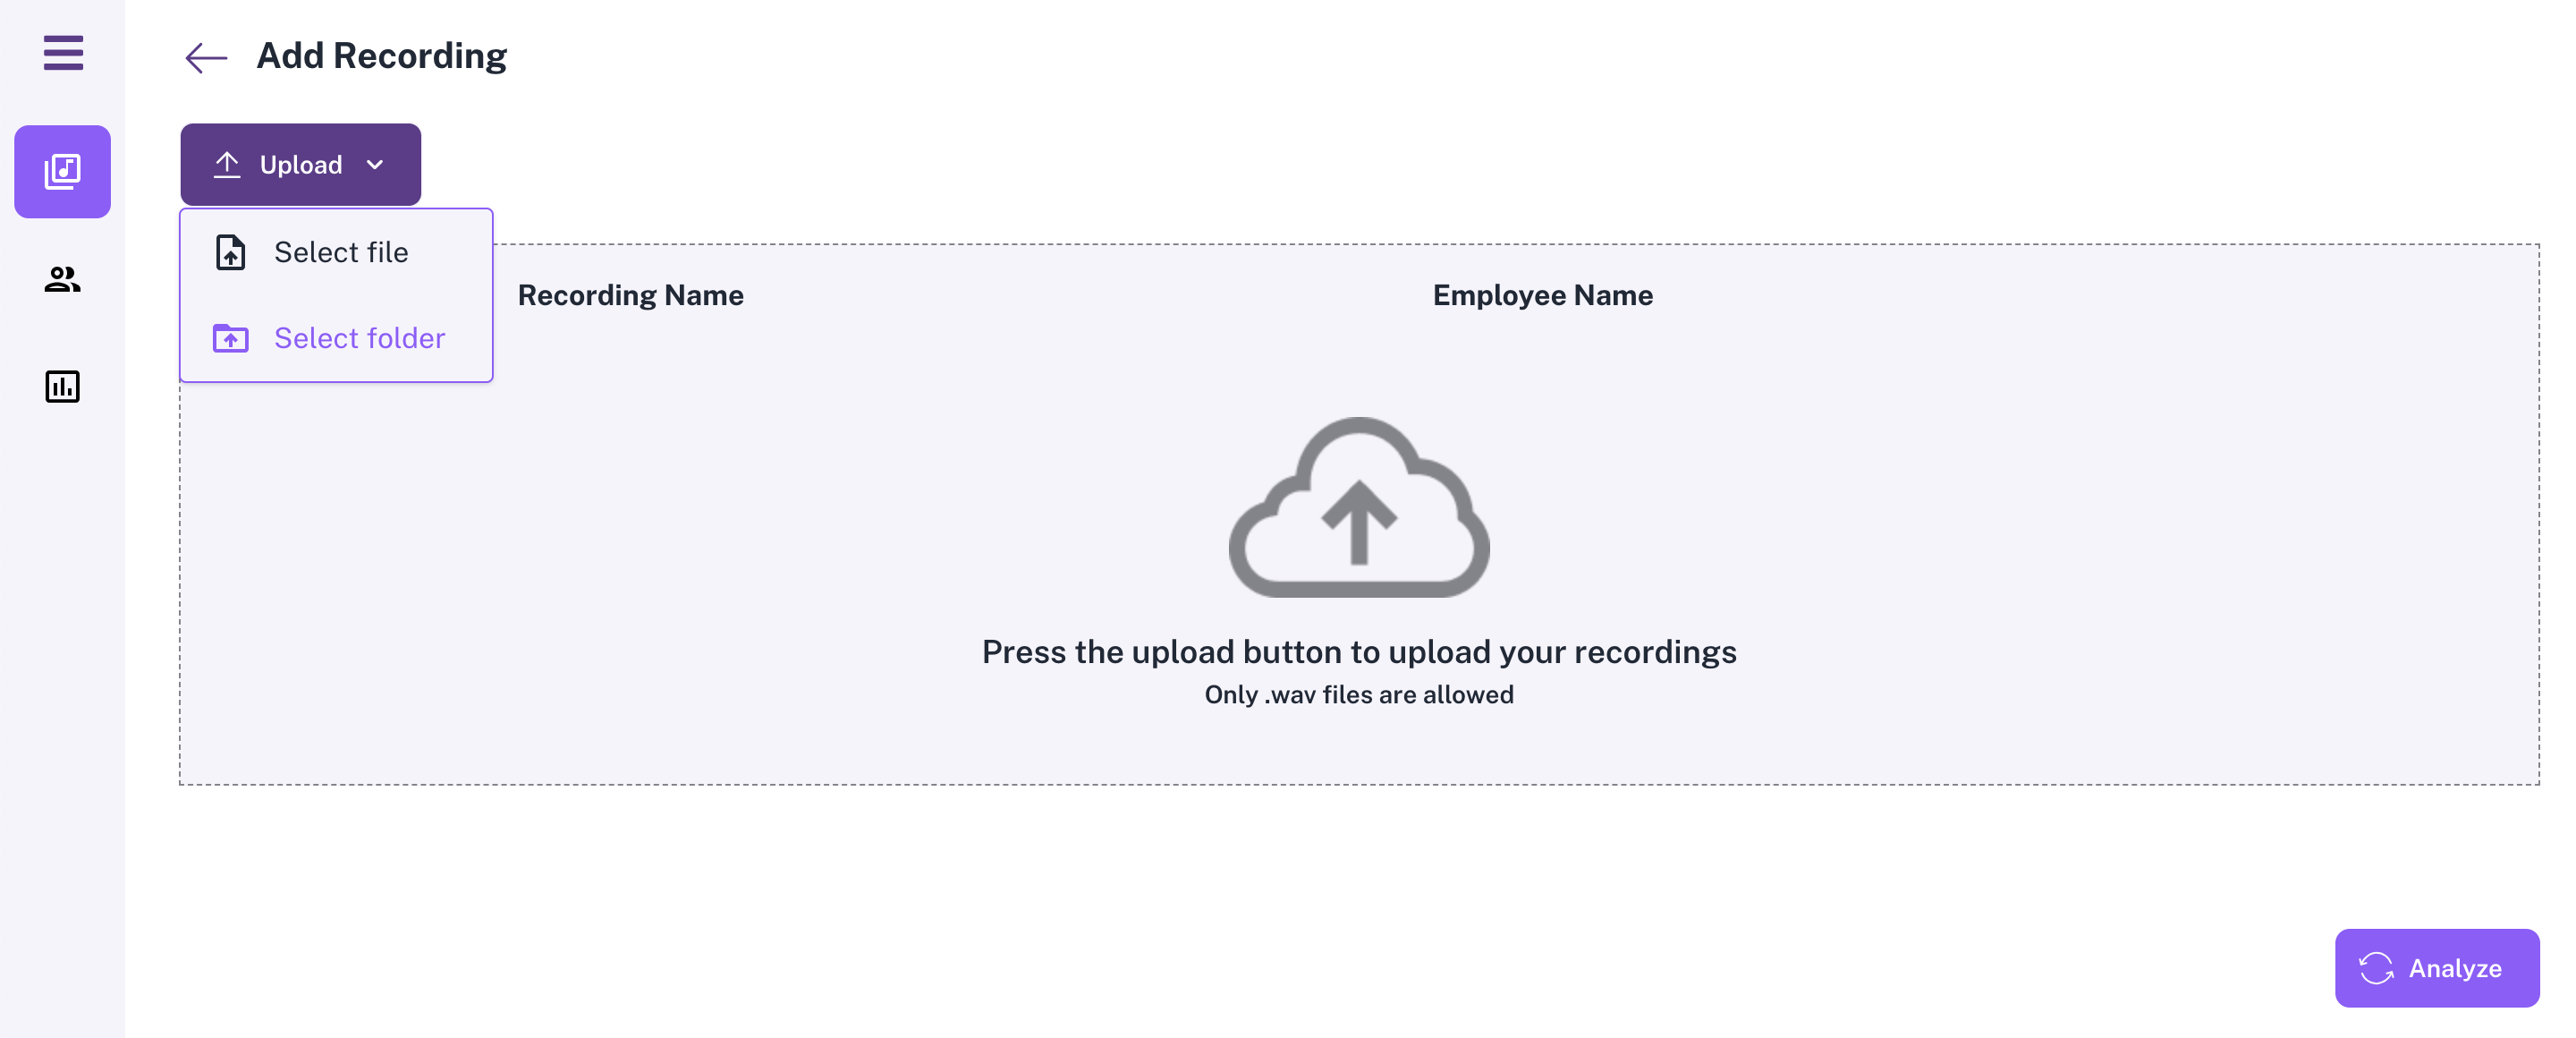 Add Recording
Upload
Select file
Select folder
Recording Name Employee Name
Press the upload button to upload your recordings
Only .wav files are allowed
Analyze